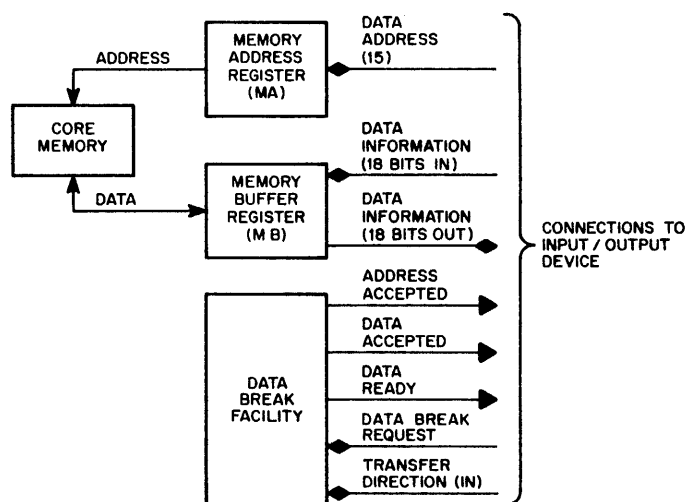 MEMORY
ADDRESS
REGISTER
(MA)
DATA
ADDRESS
(15)
ADDRESS
CORE
MEMORY
DATA
MEMORY
BUFFER
REGISTER
(MB)
DATA
INFORMATION
(18 BITS IN)
DATA
INFORMATION
(18 BITS OUT)
CONNECTIONS TO
INPUT / OUTPUT
DEVICE
DATA
BREAK
FACILITY
ADDRESS
ACCEPTED
DATA
ACCEPTED
DATA
READY
DATA BREAK
REQUEST
TRANSFER
DIRECTION (IN)